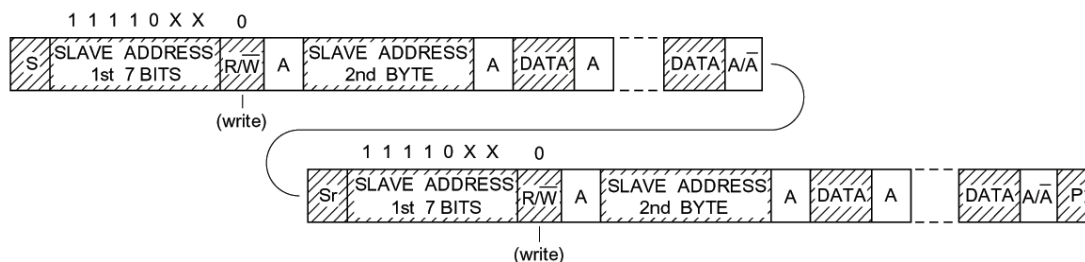 1 1 1 1 0 X X 0
S SLAVE ADDRESS 1st 7 BITS R/W̅ A SLAVE ADDRESS 2nd BYTE A DATA A DATA A/A̅
(write)
1 1 1 1 0 X X 0
Sr SLAVE ADDRESS 1st 7 BITS R/W̅ A SLAVE ADDRESS 2nd BYTE A DATA A DATA A/A̅ P
(write)